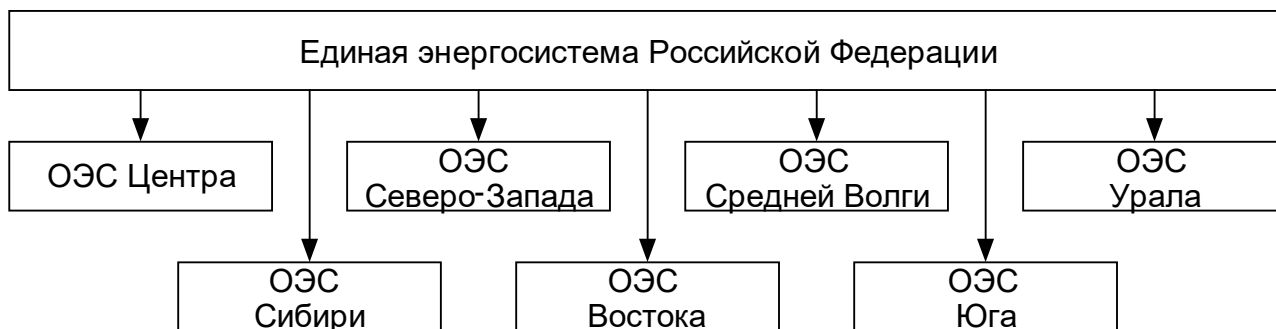 Единая энергосистема Российской Федерации
ОЭС Центра
ОЭС
Северо-Запада
ОЭС
Средней Волги
ОЭС
Урала
ОЭС
Сибири
ОЭС
Востока
ОЭС
Юга